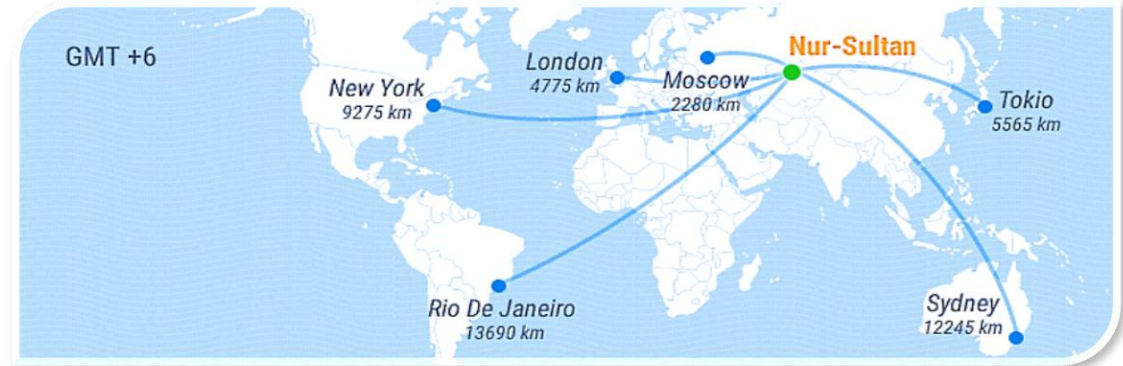 GMT +6
Nur-Sultan
London
4775 km
Moscow
2280 km
New York
9275 km
Tokio
5565 km
Rio De Janeiro
13690 km
Sydney
12245 km